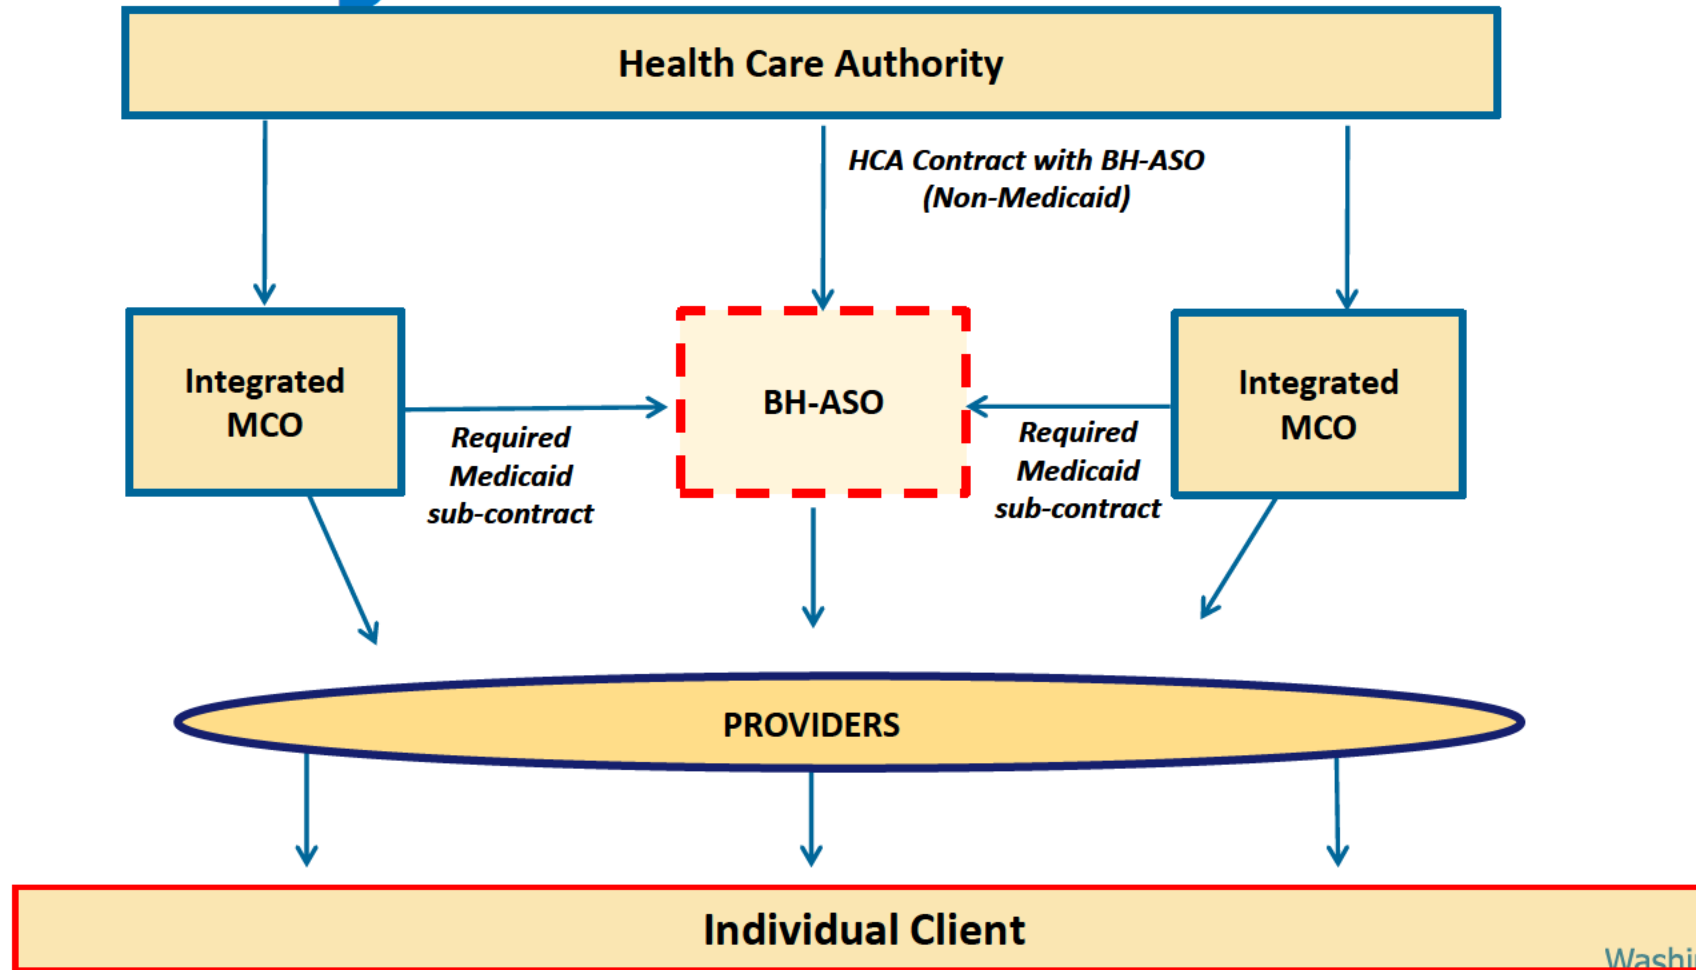 Health Care Authority
HCA Contract with BH-ASO
(Non-Medicaid)
Integrated
MCO
Required
Medicaid
sub-contract
BH-ASO
Required
Medicaid
sub-contract
Integrated
MCO
PROVIDERS
Individual Client